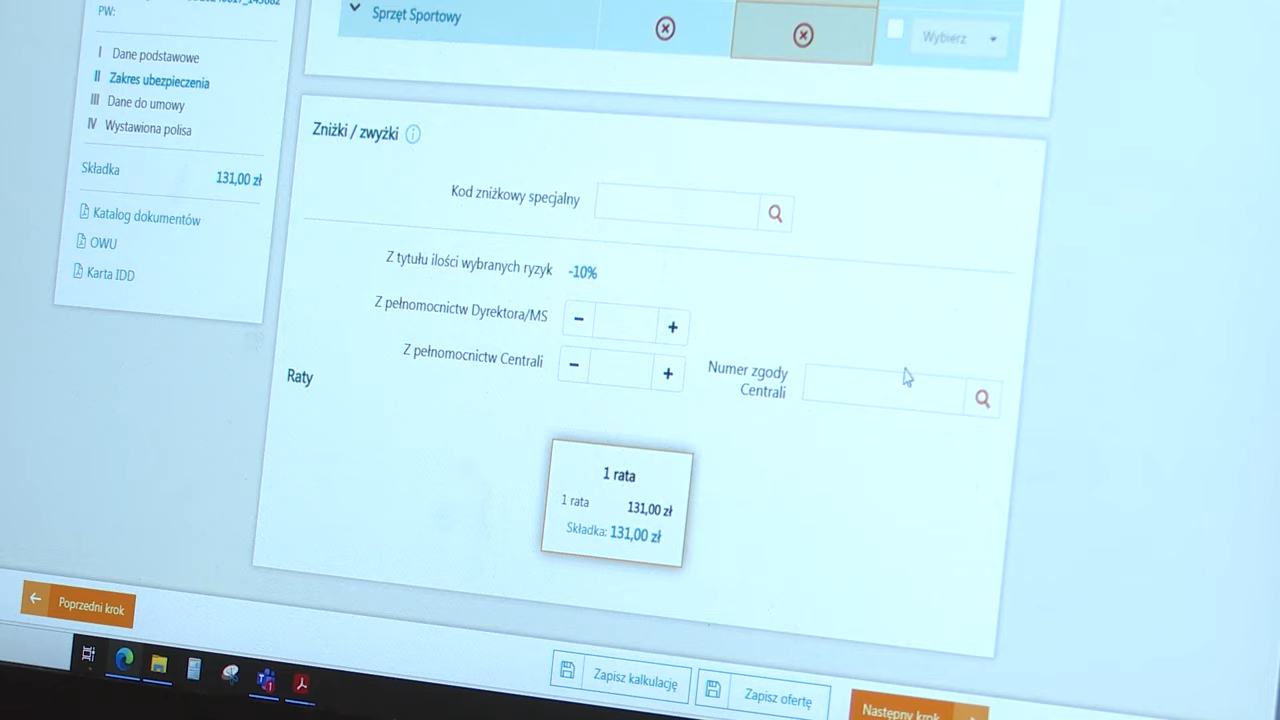 PW:
I Dane podstawowe
II Zakres ubezpieczenia
III Dane do umowy
IV Wystawiona polisa
Składka 131,00 zł
Katalog dokumentów
OWU
Karta IDD
Sprzęt Sportowy
Wybierz
Zniżki / zwyżki
Kod zniżkowy specjalny
Z tytułu ilości wybranych ryzyk -10%
Z pełnomocnictw Dyrektora/MS - +
Z pełnomocnictw Centrali - +
Numer zgody
Centrali
Raty
1 rata
1 rata 131,00 zł
Składka: 131,00 zł
Poprzedni krok
Zapisz kalkulację
Zapisz ofertę
Następny krok